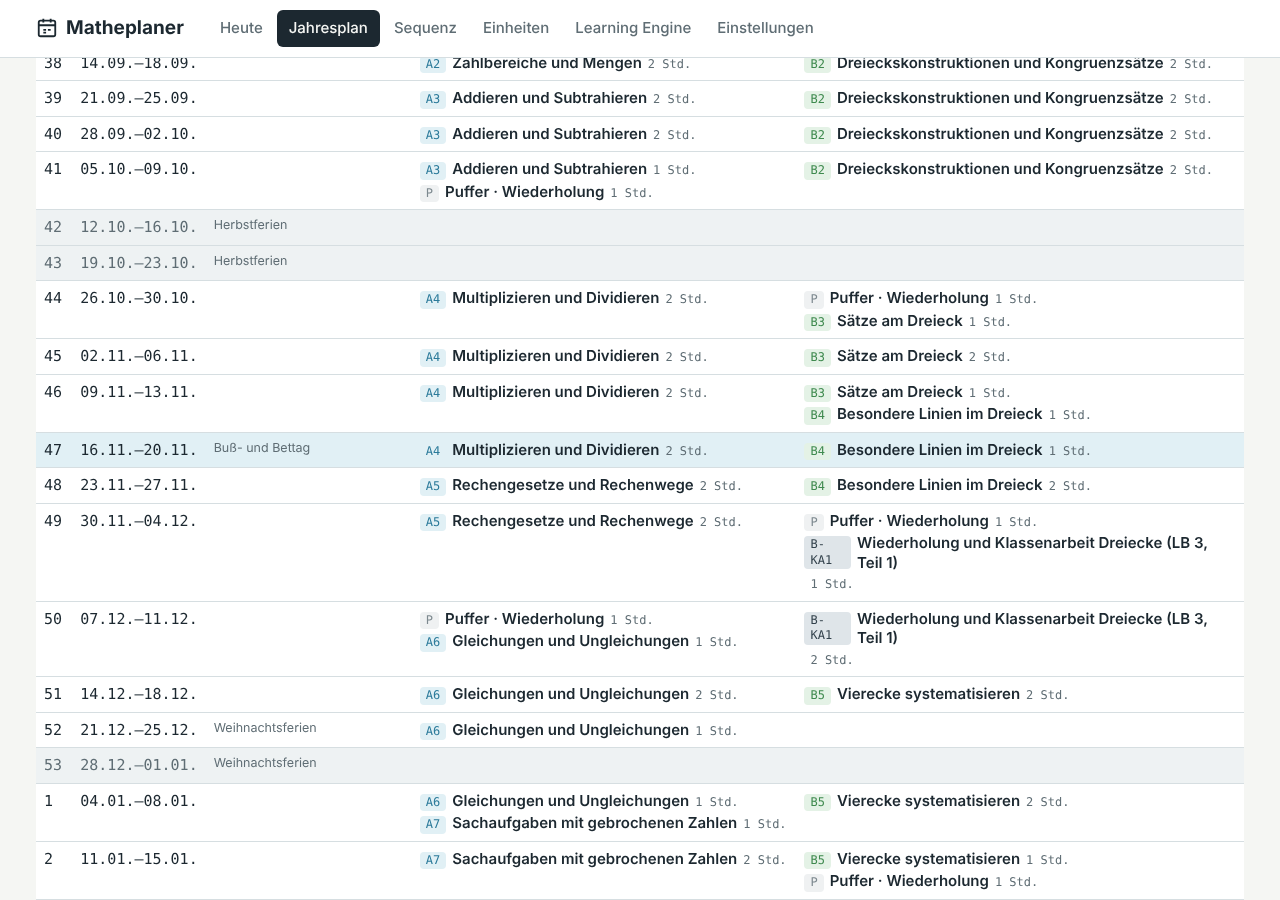 Matheplaner Heute Jahresplan Sequenz Einheiten Learning Engine Einstellungen
38 14.09.–18.09. A2 Zahlbereiche und Mengen 2 Std. B2 Dreieckskonstruktionen und Kongruenzsätze 2 Std.
39 21.09.–25.09. A3 Addieren und Subtrahieren 2 Std. B2 Dreieckskonstruktionen und Kongruenzsätze 2 Std.
40 28.09.–02.10. A3 Addieren und Subtrahieren 2 Std. B2 Dreieckskonstruktionen und Kongruenzsätze 2 Std.
41 05.10.–09.10. A3 Addieren und Subtrahieren 1 Std. B2 Dreieckskonstruktionen und Kongruenzsätze 2 Std.
P Puffer · Wiederholung 1 Std.
42 12.10.–16.10. Herbstferien
43 19.10.–23.10. Herbstferien
44 26.10.–30.10. A4 Multiplizieren und Dividieren 2 Std. P Puffer · Wiederholung 1 Std.
B3 Sätze am Dreieck 1 Std.
45 02.11.–06.11. A4 Multiplizieren und Dividieren 2 Std. B3 Sätze am Dreieck 2 Std.
46 09.11.–13.11. A4 Multiplizieren und Dividieren 2 Std. B3 Sätze am Dreieck 1 Std.
B4 Besondere Linien im Dreieck 1 Std.
47 16.11.–20.11. Buß- und Bettag A4 Multiplizieren und Dividieren 2 Std. B4 Besondere Linien im Dreieck 1 Std.
48 23.11.–27.11. A5 Rechengesetze und Rechenwege 2 Std. B4 Besondere Linien im Dreieck 2 Std.
49 30.11.–04.12. A5 Rechengesetze und Rechenwege 2 Std. P Puffer · Wiederholung 1 Std.
B- Wiederholung und Klassenarbeit Dreiecke (LB 3,
KA1 Teil 1)
1 Std.
50 07.12.–11.12. P Puffer · Wiederholung 1 Std. B- Wiederholung und Klassenarbeit Dreiecke (LB 3,
A6 Gleichungen und Ungleichungen 1 Std. KA1 Teil 1)
2 Std.
51 14.12.–18.12. A6 Gleichungen und Ungleichungen 2 Std. B5 Vierecke systematisieren 2 Std.
52 21.12.–25.12. Weihnachtsferien A6 Gleichungen und Ungleichungen 1 Std.
53 28.12.–01.01. Weihnachtsferien
1 04.01.–08.01. A6 Gleichungen und Ungleichungen 1 Std. B5 Vierecke systematisieren 2 Std.
A7 Sachaufgaben mit gebrochenen Zahlen 1 Std.
2 11.01.–15.01. A7 Sachaufgaben mit gebrochenen Zahlen 2 Std. B5 Vierecke systematisieren 1 Std.
P Puffer · Wiederholung 1 Std.